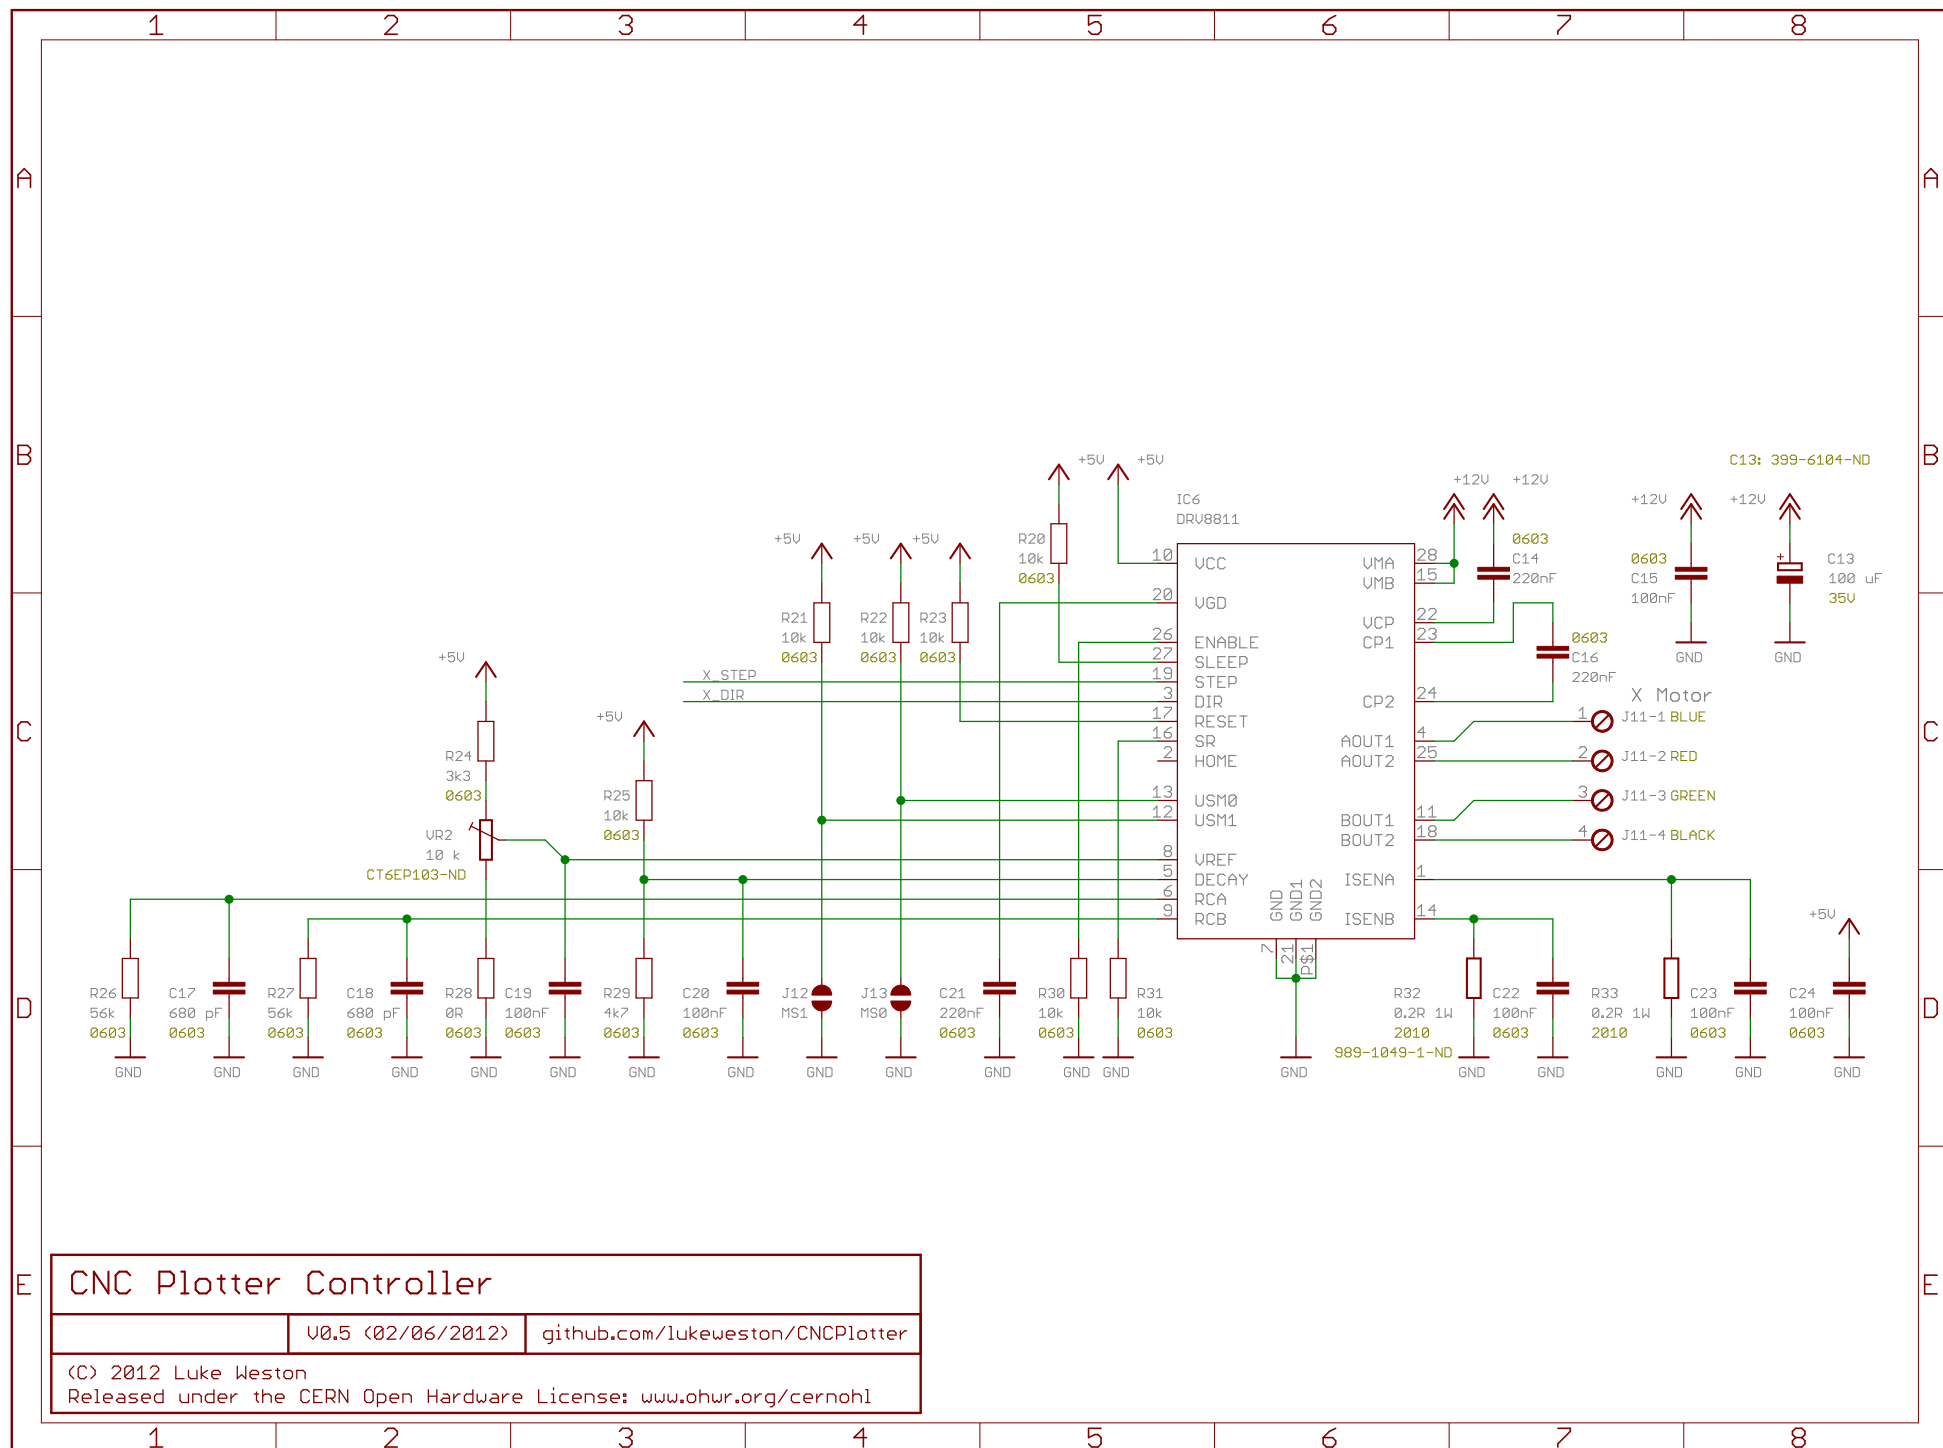 1 2 3 4 5 6 7 8
A A
B B
C C
D D
E E
C13: 399-6104-ND
+5V +5V
+12V +12V
+12V +12V
IC6
DRV8811
+5V +5V +5V
R20
10k
0603
0603
C14
220nF
0603
C15
100nF
+
C13
100 uF
35V
GND GND
R21
10k
0603
R22
10k
0603
R23
10k
0603
10 VCC
20 VGD
26 ENABLE
27 SLEEP
19 STEP
3 DIR
17 RESET
16 SR
2 HOME
13 USM0
12 USM1
8 VREF
5 DECAY
6 RCA
9 RCB
VMA 28
VMB 15
VCP 22
CP1 23
CP2 24
AOUT1 4
AOUT2 25
BOUT1 11
BOUT2 18
ISENA 1
ISENB 14
GND 7
GND1 21
GND2 P$1
X_STEP
X_DIR
0603
C16
220nF
X Motor
1 J11-1 BLUE
2 J11-2 RED
3 J11-3 GREEN
4 J11-4 BLACK
+5V
R24
3k3
0603
VR2
10 k
CT6EP103-ND
+5V
R25
10k
0603
+5V
R26
56k
0603
C17
680 pF
0603
R27
56k
0603
C18
680 pF
0603
R28
0R
0603
C19
100nF
0603
R29
4k7
0603
C20
100nF
0603
J12
MS1
J13
MS0
C21
220nF
0603
R30
10k
0603
R31
10k
0603
R32
0.2R 1W
2010
989-1049-1-ND
C22
100nF
0603
R33
0.2R 1W
2010
C23
100nF
0603
C24
100nF
0603
GND GND GND GND GND GND GND GND GND GND GND GND GND GND GND GND GND GND
CNC Plotter Controller
V0.5 (02/06/2012) github.com/lukeweston/CNCPlotter
(C) 2012 Luke Weston
Released under the CERN Open Hardware License: www.ohwr.org/cernohl
1 2 3 4 5 6 7 8